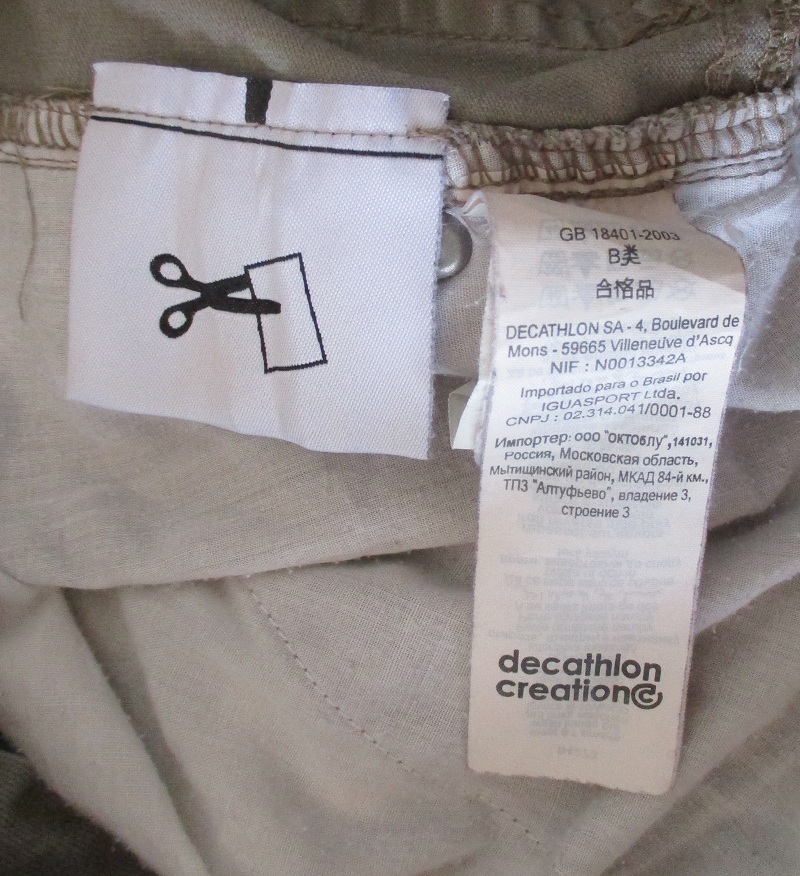 GB 18401-2003
B类
合格品
DECATHLON SA - 4, Boulevard de
Mons - 59665 Villeneuve d'Ascq
NIF : N0013342A
Importado para o Brasil por
IGUASPORT Ltda.
CNPJ : 02.314.041/0001-88
Импортер: ооо "октоблу",141031,
Россия, Московская область,
Мытищинский район, МКАД 84-й км.,
ТПЗ "Алтуфьево", владение 3,
строение 3
decathlon
creation